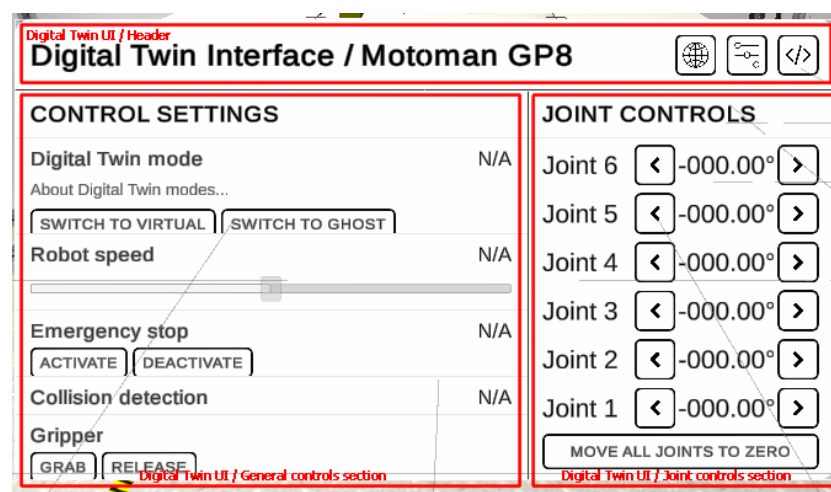 Digital Twin UI / Header
Digital Twin Interface / Motoman GP8
</>
CONTROL SETTINGS
Digital Twin mode N/A
About Digital Twin modes...
SWITCH TO VIRTUAL SWITCH TO GHOST
Robot speed N/A
Emergency stop N/A
ACTIVATE DEACTIVATE
Collision detection N/A
Gripper
GRAB RELEASE
Digital Twin UI / General controls section
JOINT CONTROLS
Joint 6 < -000.00° >
Joint 5 < -000.00° >
Joint 4 < -000.00° >
Joint 3 < -000.00° >
Joint 2 < -000.00° >
Joint 1 < -000.00° >
MOVE ALL JOINTS TO ZERO
Digital Twin UI / Joint controls section